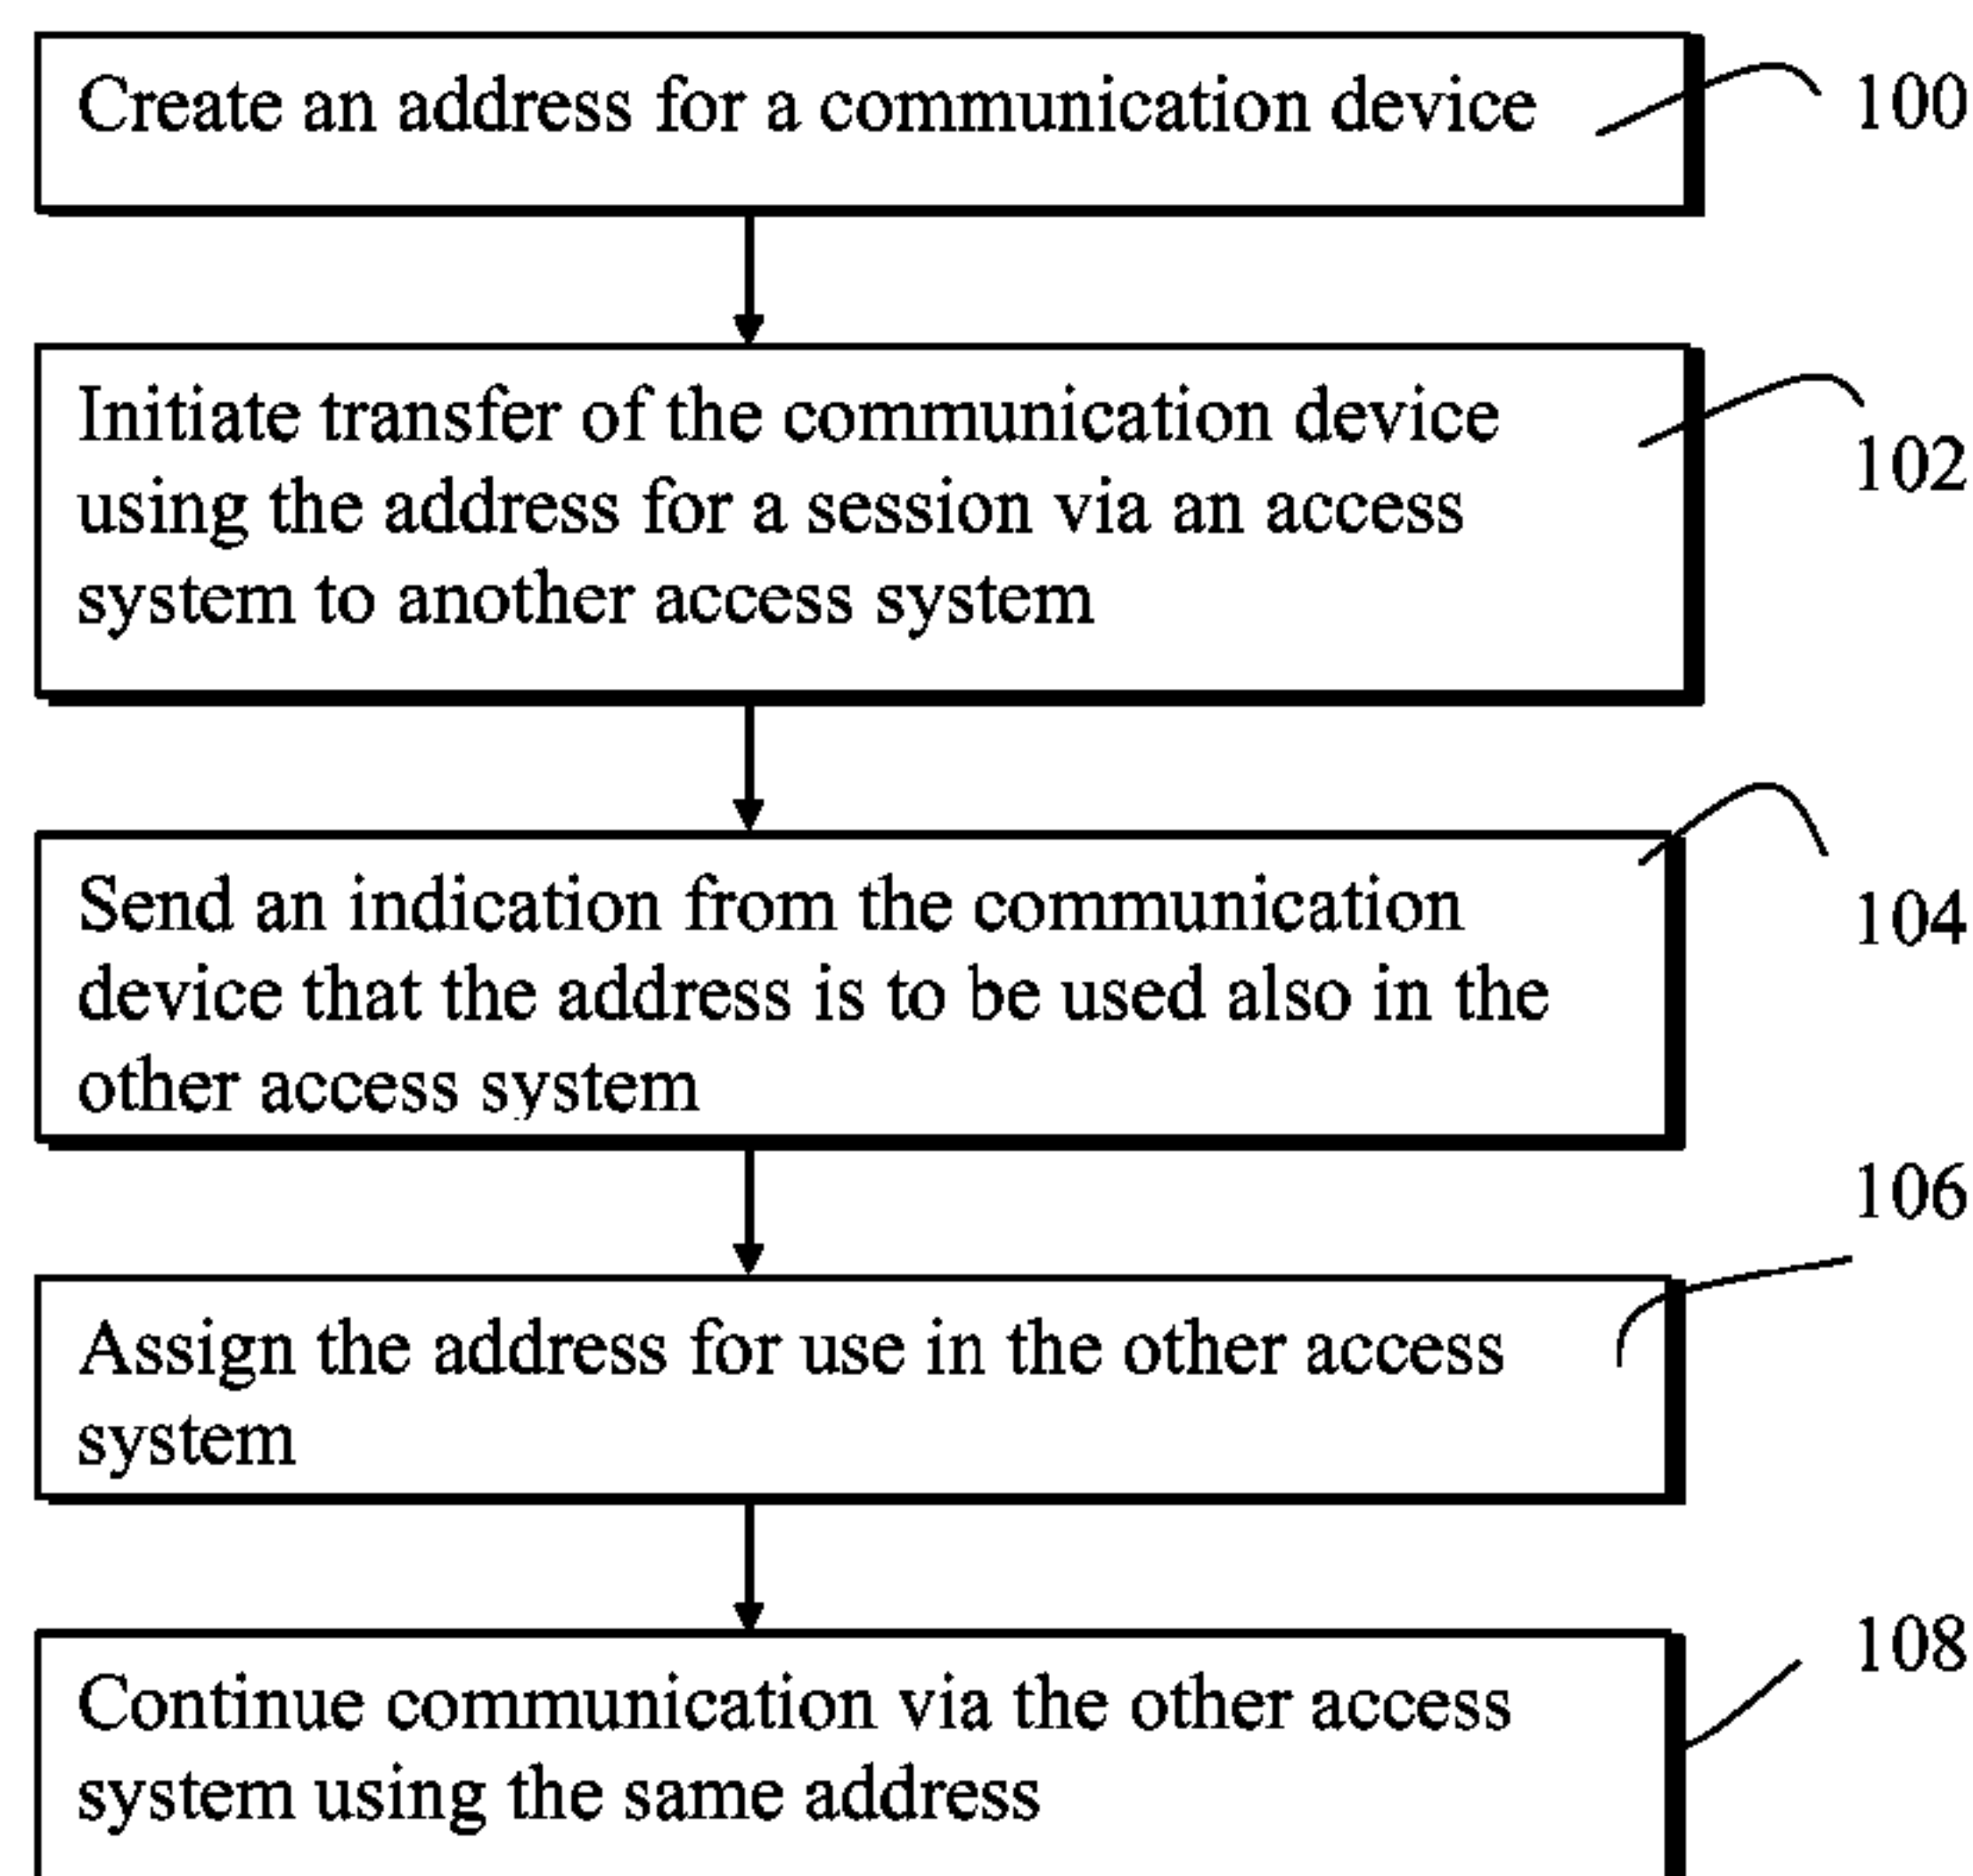 Create an address for a communication device
100
Initiate transfer of the communication device
using the address for a session via an access
system to another access system
102
Send an indication from the communication
device that the address is to be used also in the
other access system
104
Assign the address for use in the other access
system
106
Continue communication via the other access
system using the same address
108